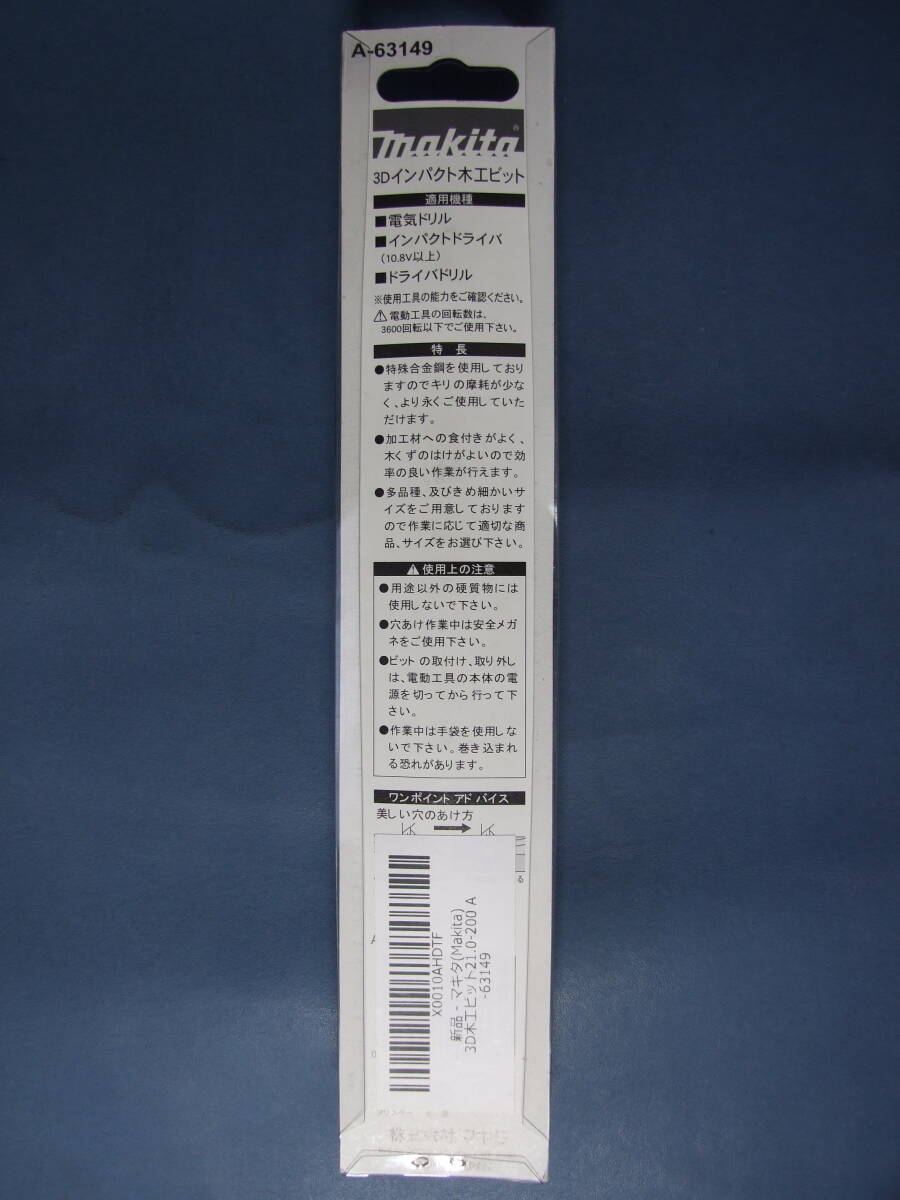 A-63149
makita
3Dインパクト木工ビット
適用機種
■電気ドリル
■インパクトドライバ
(10.8V以上)
■ドライバドリル
※使用工具の能力をご確認ください。
⚠電動工具の回転数は、
3600回転以下でご使用下さい。
特長
●特殊合金鋼を使用しており
ますのでキリの摩耗が少な
く、より永くご使用していた
だけます。
●加工材への食付きがよく、
木くずのはけがよいので効
率の良い作業が行えます。
●多品種、及びきめ細かいサ
イズをご用意しております
ので作業に応じて適切な商
品、サイズをお選び下さい。
⚠使用上の注意
●用途以外の硬質物には
使用しないで下さい。
●穴あけ作業中は安全メガ
ネをご使用下さい。
●ビットの取付け、取り外し
は、電動工具の本体の電
源を切ってから行って下
さい。
●作業中は手袋を使用しな
いで下さい。巻き込まれ
る恐れがあります。
ワンポイントアドバイス
美しい穴のあけ方
る
X0010AHDTF
新品 - マキタ(Makita)
3D木工ビット21.0-200 A
-63149